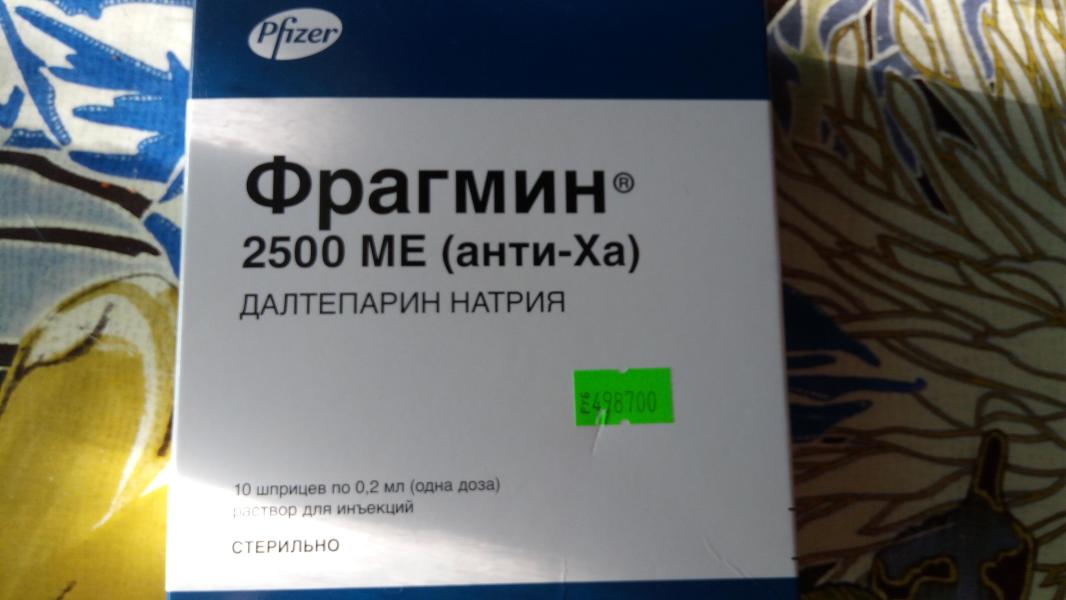 Pfizer
Фрагмин®
2500 МЕ (анти-Ха)
ДАЛТЕПАРИН НАТРИЯ
РУБ 498700
10 шприцев по 0,2 мл (одна доза)
раствор для инъекций
СТЕРИЛЬНО